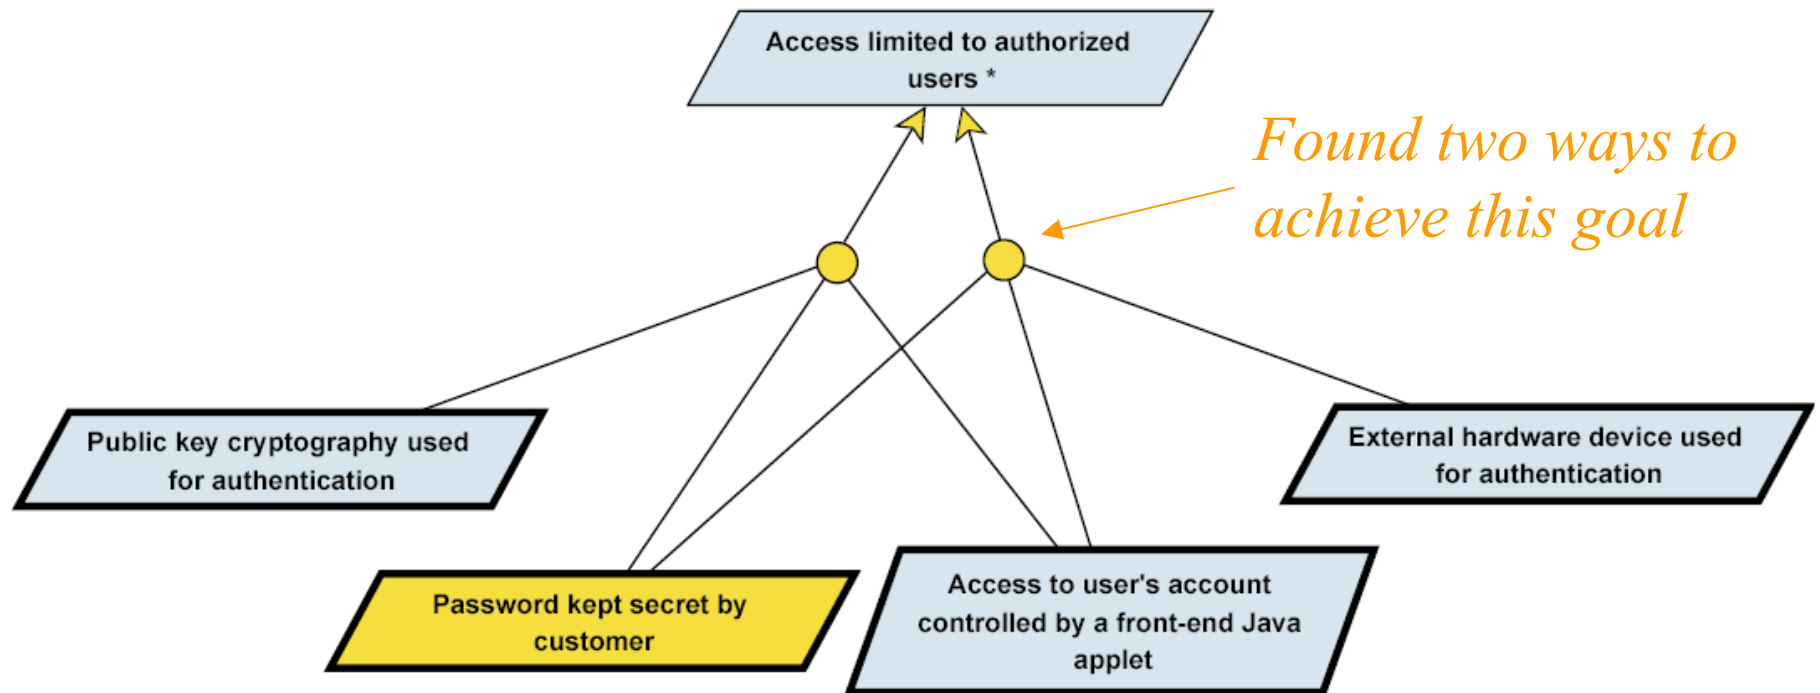 Access limited to authorized
users *
Found two ways to
achieve this goal
Public key cryptography used
for authentication
External hardware device used
for authentication
Password kept secret by
customer
Access to user's account
controlled by a front-end Java
applet